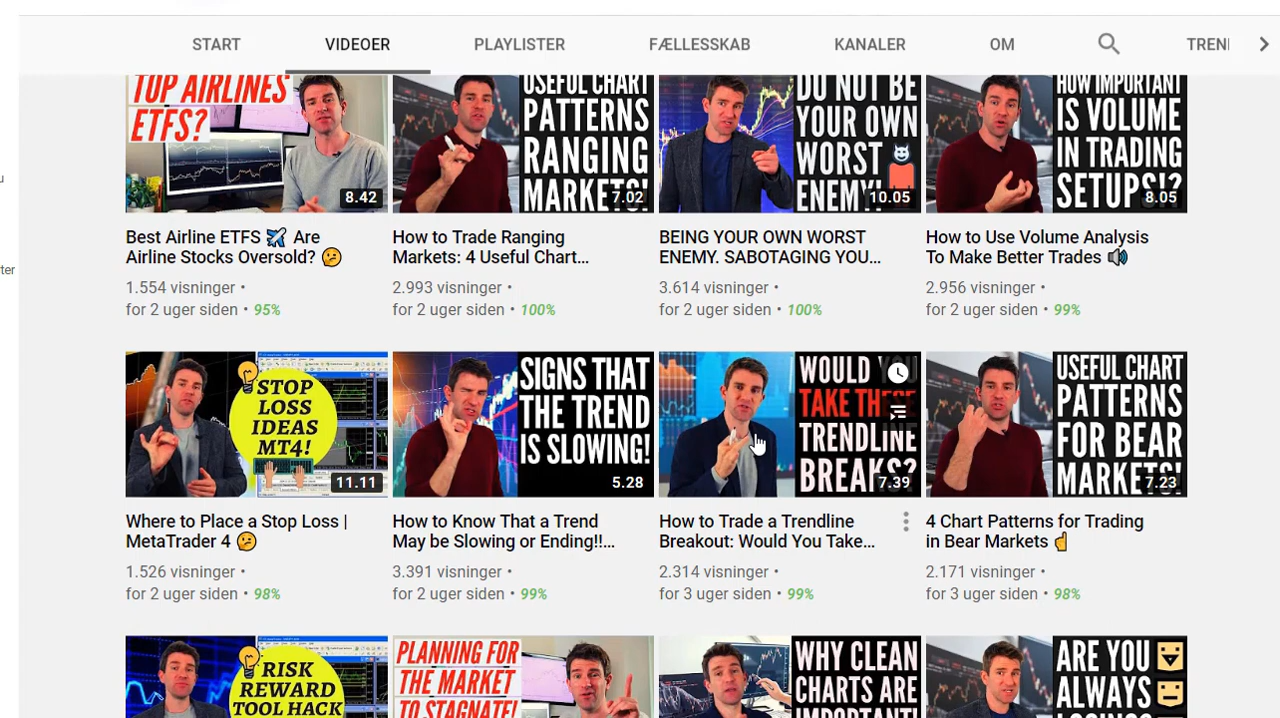 START VIDEOER PLAYLISTER FÆLLESSKAB KANALER OM
TOP AIRLINES
ETFS?
8.42
USEFUL CHART
PATTERNS
RANGING
MARKETS!
7.02
DO NOT BE
YOUR OWN
WORST
ENEMY!
10.05
HOW IMPORTANT
IS VOLUME
IN TRADING
SETUPS!?
8.05
Best Airline ETFS ✈️ Are
Airline Stocks Oversold? 🤔
1.554 visninger •
for 2 uger siden • 95%
How to Trade Ranging
Markets: 4 Useful Chart...
2.993 visninger •
for 2 uger siden • 100%
BEING YOUR OWN WORST
ENEMY. SABOTAGING YOU...
3.614 visninger •
for 2 uger siden • 100%
How to Use Volume Analysis
To Make Better Trades 🔊
2.956 visninger •
for 2 uger siden • 99%
STOP
LOSS
IDEAS
MT4!
11.11
SIGNS THAT
THE TREND
IS SLOWING!
5.28
WOULD YOU
TAKE THESE
TRENDLINE
BREAKS?
7.39
USEFUL CHART
PATTERNS
FOR BEAR
MARKETS!
7.23
Where to Place a Stop Loss |
MetaTrader 4 🤔
1.526 visninger •
for 2 uger siden • 98%
How to Know That a Trend
May be Slowing or Ending!!...
3.391 visninger •
for 2 uger siden • 99%
How to Trade a Trendline
Breakout: Would You Take...
2.314 visninger •
for 3 uger siden • 99%
4 Chart Patterns for Trading
in Bear Markets ☝️
2.171 visninger •
for 3 uger siden • 98%
RISK
REWARD
TOOL HACK
PLANNING FOR
THE MARKET
TO STAGNATE!
WHY CLEAN
CHARTS ARE
IMPORTANT!
ARE YOU
ALWAYS